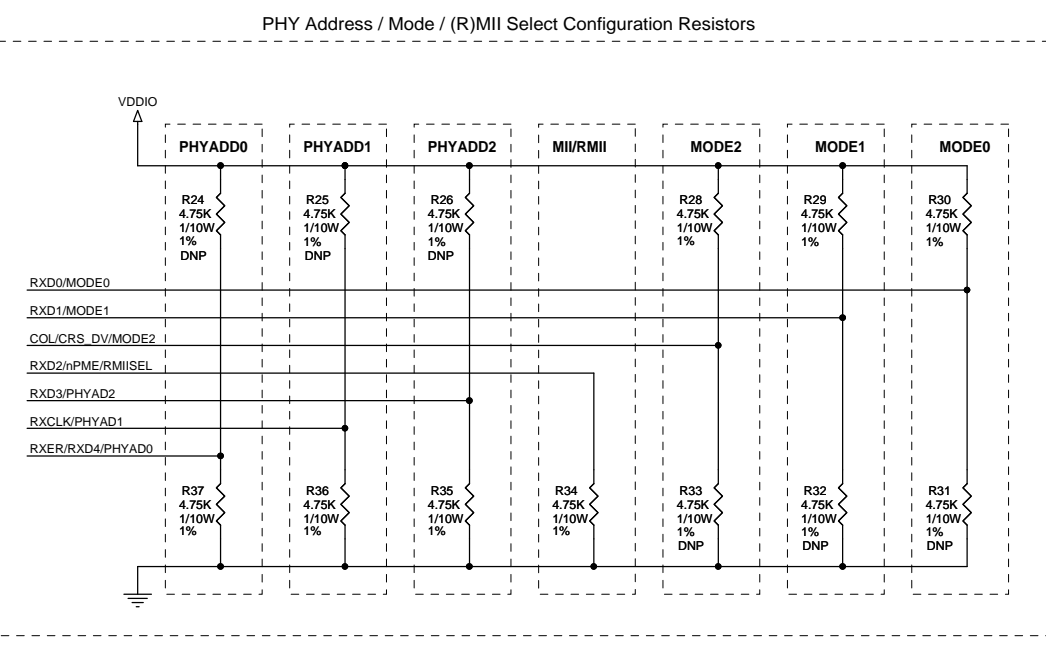 PHY Address / Mode / (R)MII Select Configuration Resistors
VDDIO
PHYADD0
PHYADD1
PHYADD2
MII/RMII
MODE2
MODE1
MODE0
R24
4.75K
1/10W
1%
DNP
R25
4.75K
1/10W
1%
DNP
R26
4.75K
1/10W
1%
DNP
R28
4.75K
1/10W
1%
R29
4.75K
1/10W
1%
R30
4.75K
1/10W
1%
RXD0/MODE0
RXD1/MODE1
COL/CRS_DV/MODE2
RXD2/nPME/RMIISEL
RXD3/PHYAD2
RXCLK/PHYAD1
RXER/RXD4/PHYAD0
R37
4.75K
1/10W
1%
R36
4.75K
1/10W
1%
R35
4.75K
1/10W
1%
R34
4.75K
1/10W
1%
R33
4.75K
1/10W
1%
DNP
R32
4.75K
1/10W
1%
DNP
R31
4.75K
1/10W
1%
DNP